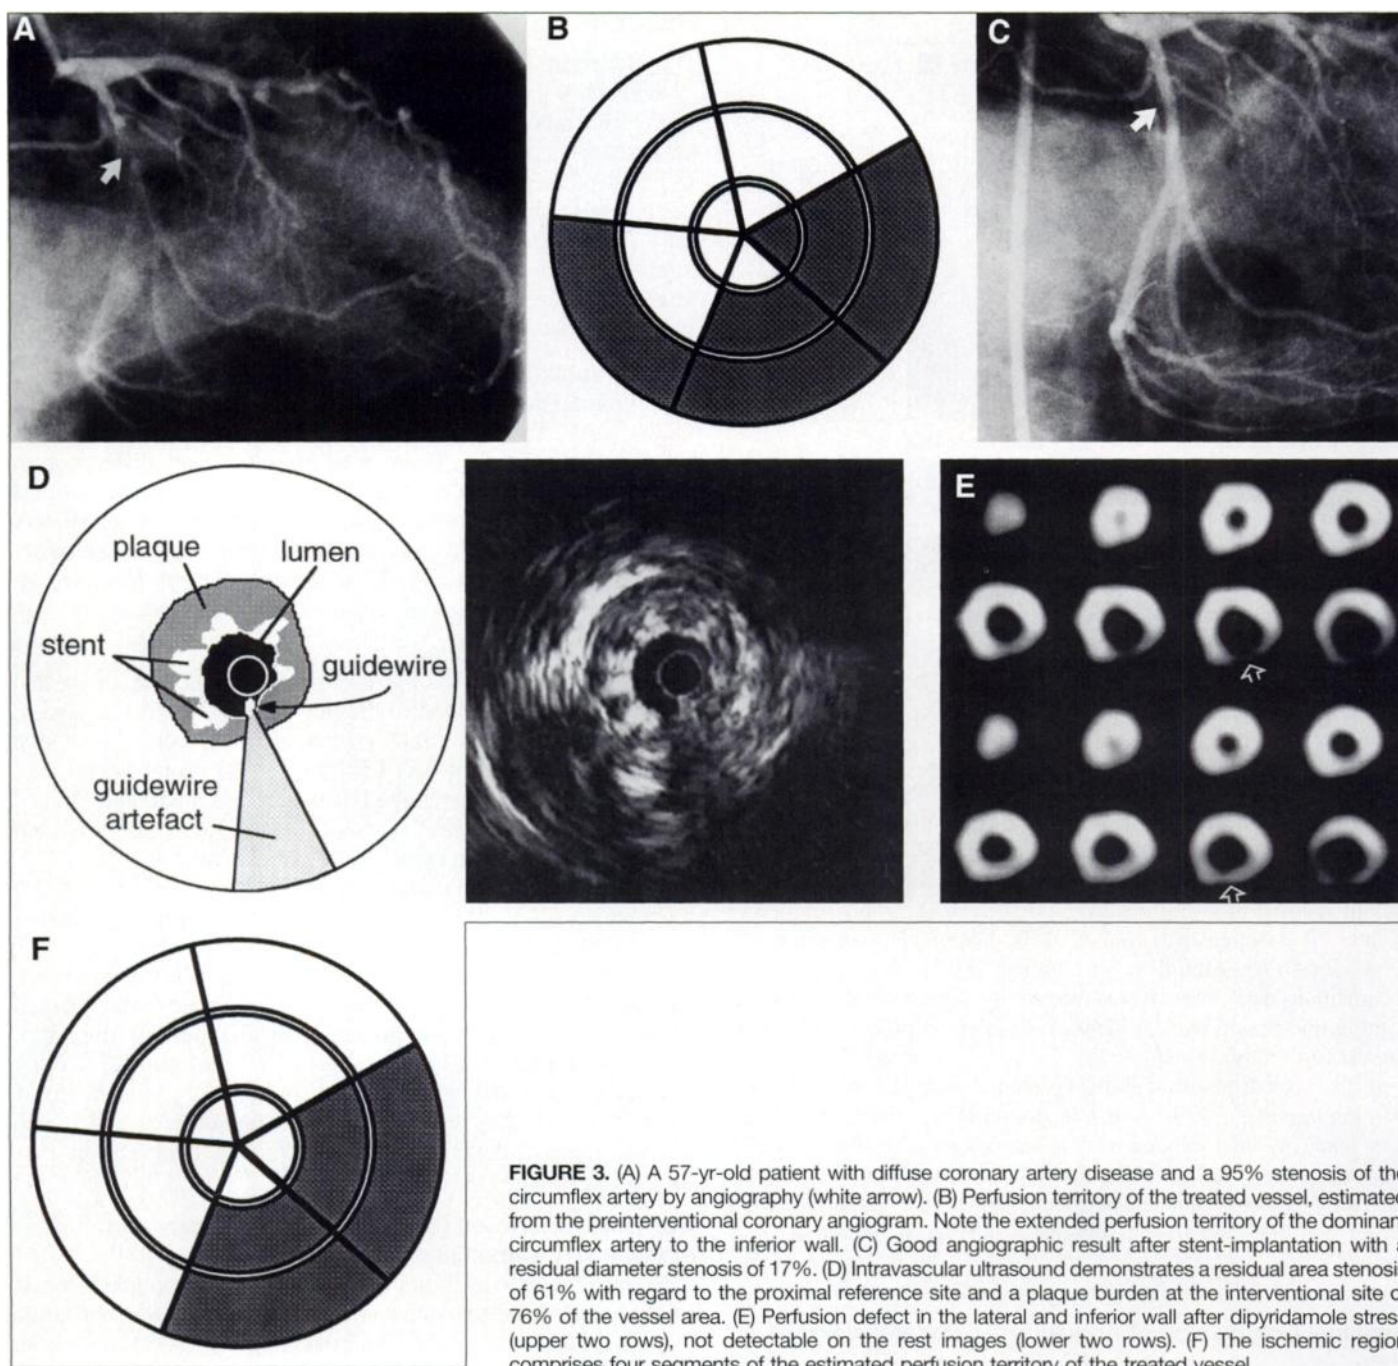 A
B
C
D
plaque
lumen
stent
guidewire
guidewire
artefact
E
F
FIGURE 3. (A) A 57-yr-old patient with diffuse coronary artery disease and a 95% stenosis of the
circumflex artery by angiography (white arrow). (B) Perfusion territory of the treated vessel, estimated
from the preinterventional coronary angiogram. Note the extended perfusion territory of the dominan
circumflex artery to the inferior wall. (C) Good angiographic result after stent-implantation with a
residual diameter stenosis of 17%. (D) Intravascular ultrasound demonstrates a residual area stenosis
of 61% with regard to the proximal reference site and a plaque burden at the interventional site o
76% of the vessel area. (E) Perfusion defect in the lateral and inferior wall after dipyridamole stres
(upper two rows), not detectable on the rest images (lower two rows). (F) The ischemic region
comprises four segments of the estimated perfusion territory of the treated vessel